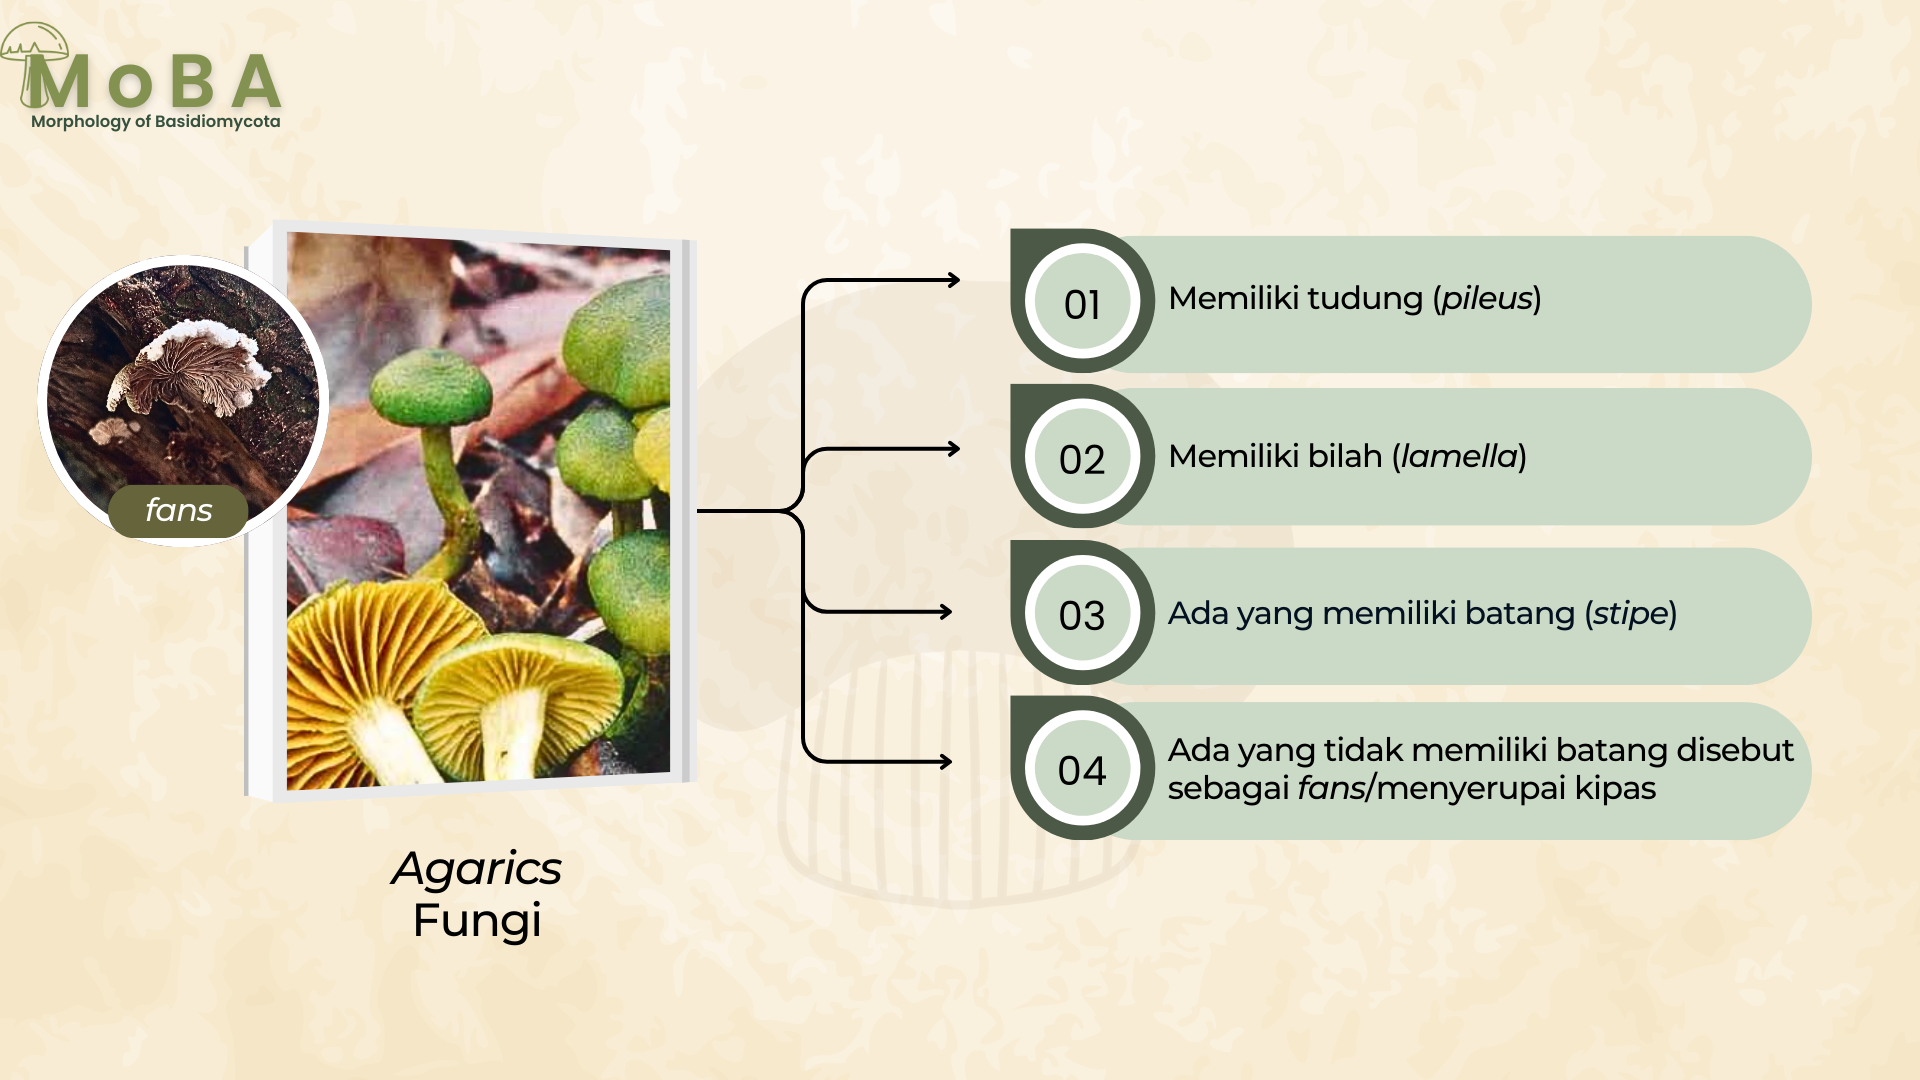 MoBA
Morphology of Basidiomycota
fans
Agarics
Fungi
01
Memiliki tudung (pileus)
02
Memiliki bilah (lamella)
03
Ada yang memiliki batang (stipe)
04
Ada yang tidak memiliki batang disebut
sebagai fans/menyerupai kipas